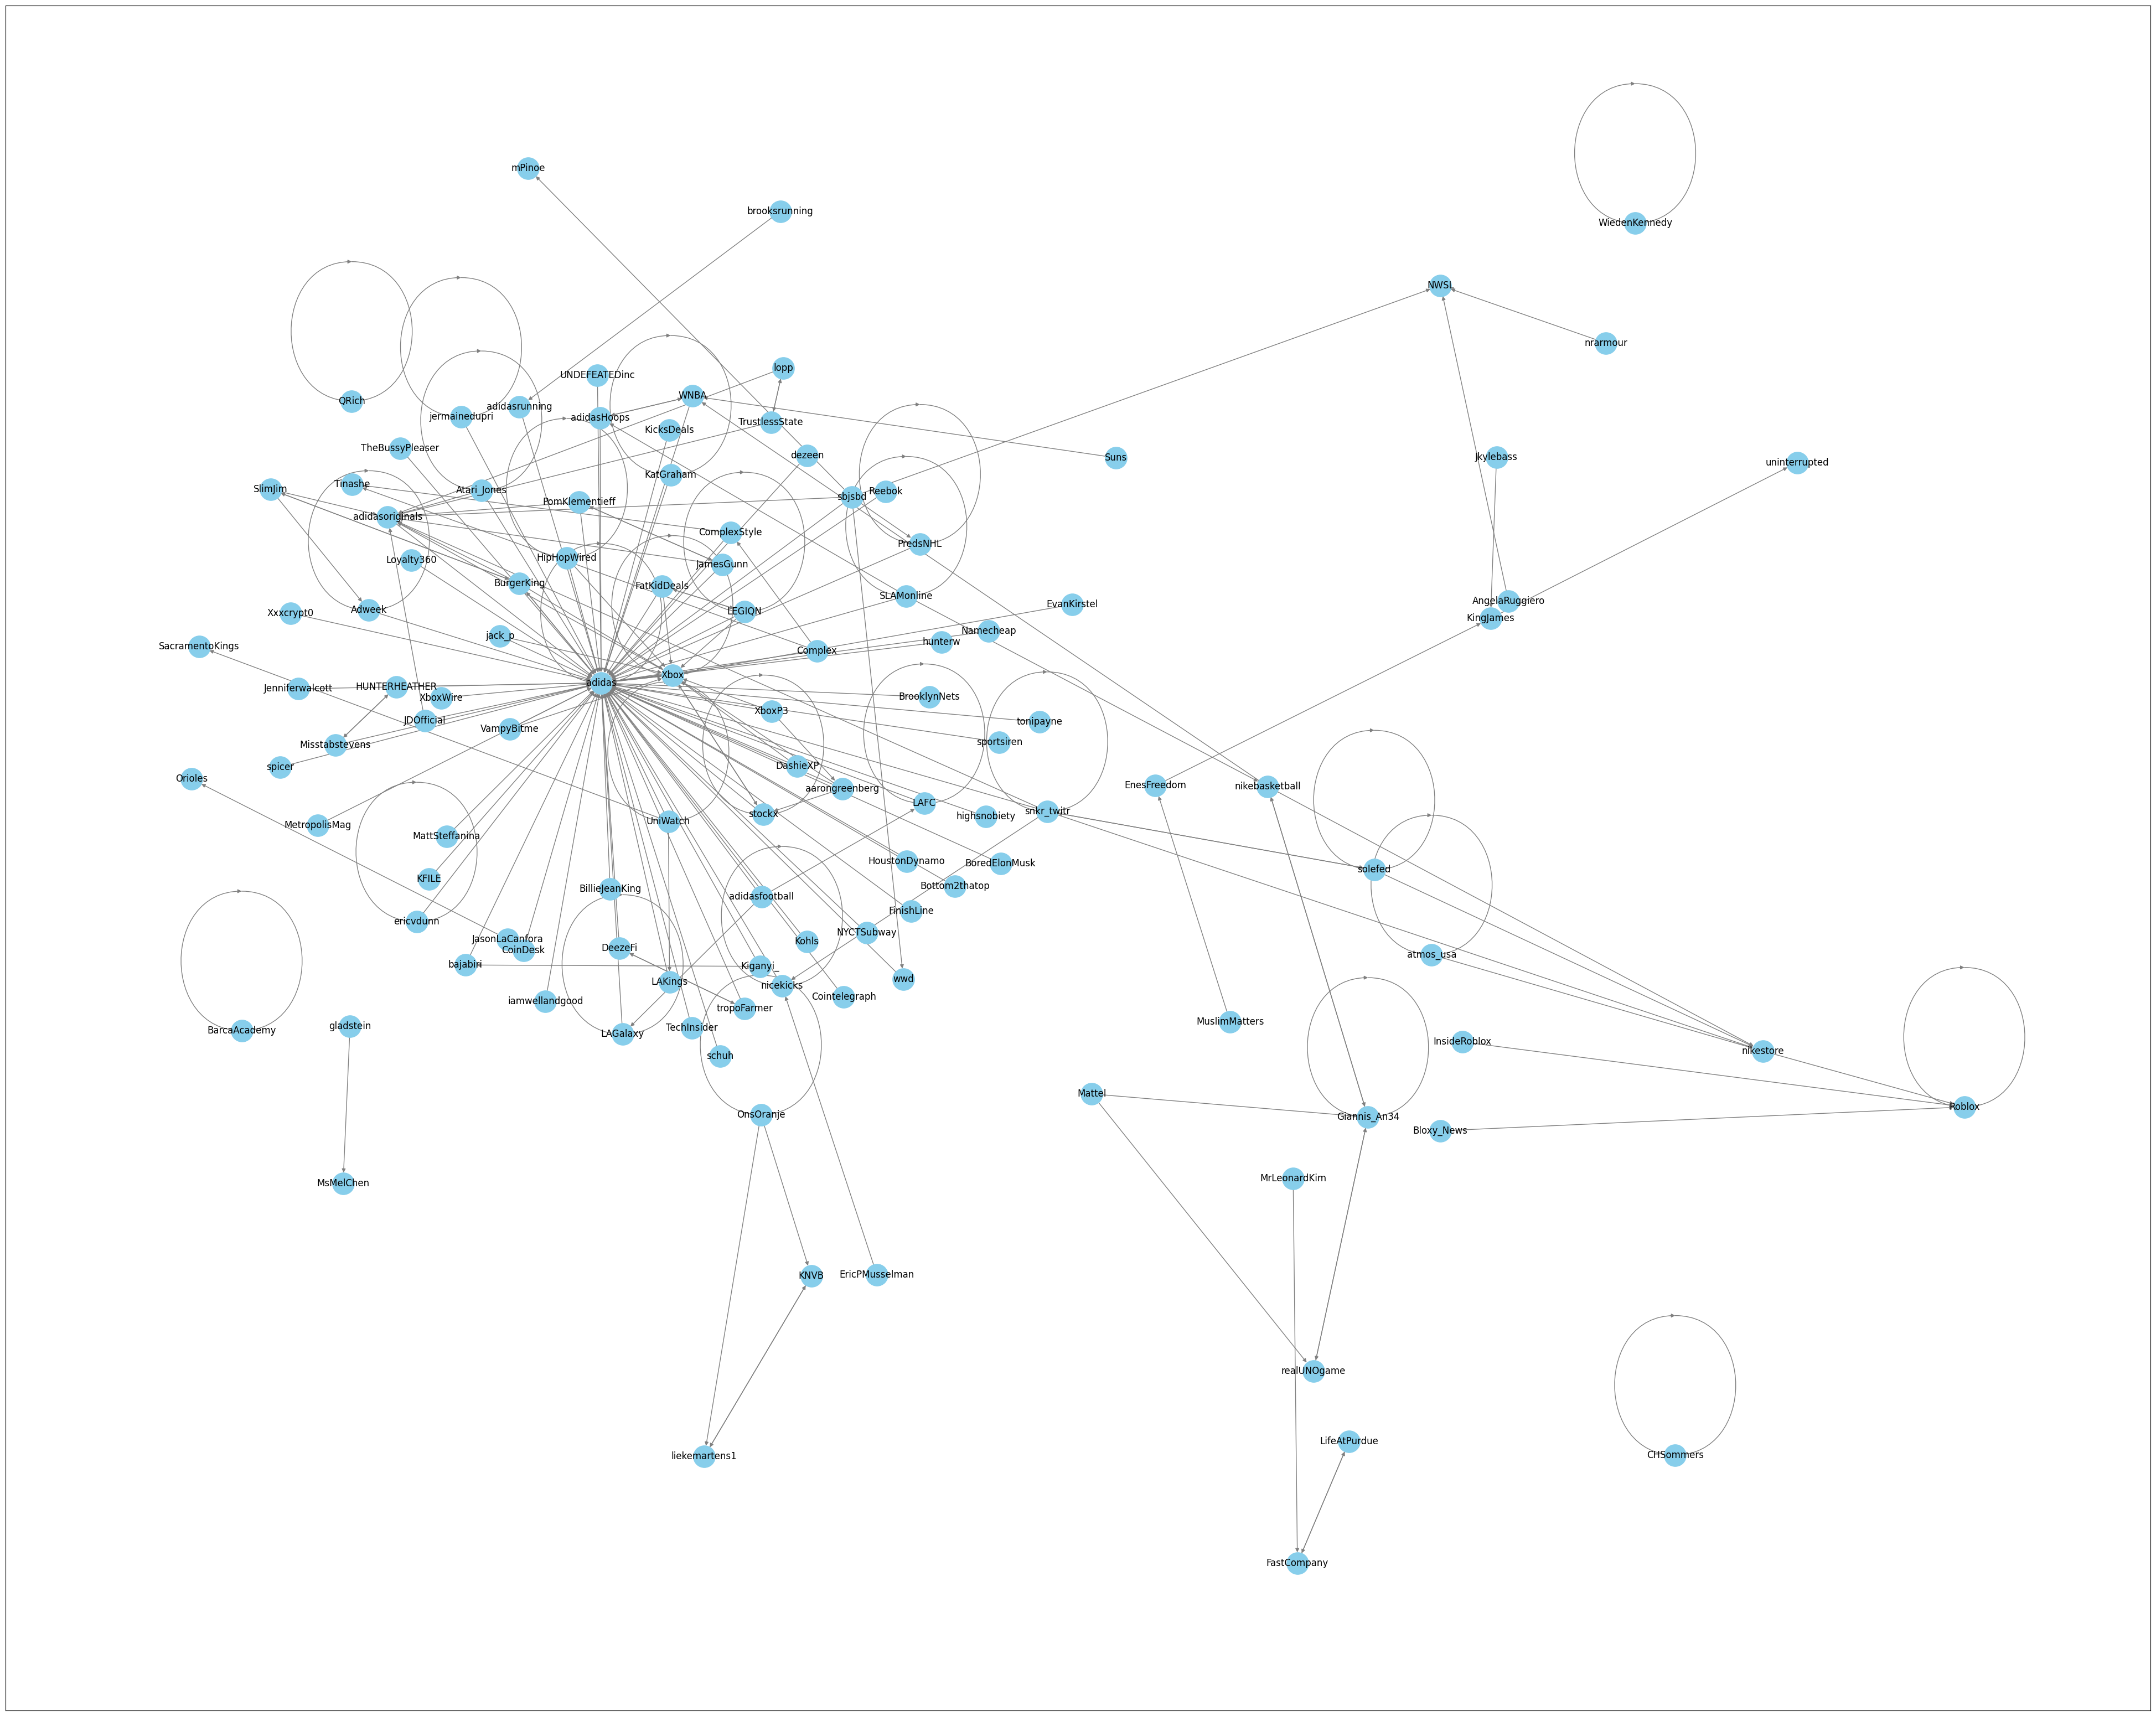 mPinoe
brooksrunning
WiedenKennedy
NWSL
nrarmour
lopp
UNDEFEATEDinc
WNBA
QRich
adidasrunning
jermainedupri
adidasHoops
TrustlessState
KicksDeals
TheBussyPleaser
dezeen
Suns
Jkylebass
uninterrupted
KatGraham
Tinashe
SlimJim
Atari_Jones
Reebok
sbjsbd
PomKlementieff
adidasoriginals
ComplexStyle
PredsNHL
HipHopWired
Loyalty360
JamesGunn
BurgerKing
FatKidDeals
SLAMonline
AngelaRuggiero
EvanKirstel
Adweek
Xxxcrypt0
LEGIQN
KingJames
Namecheap
jack_p
hunterw
SacramentoKings
Complex
Xbox
adidas
Jenniferwalcott
HUNTERHEATHER
XboxWire
BrooklynNets
XboxP3
JDOfficial
tonipayne
VampyBitme
sportsiren
Misstabstevens
DashieXP
spicer
Orioles
EnesFreedom
nikebasketball
aarongreenberg
LAFC
snkr_twitr
stockx
highsnobiety
UniWatch
MetropolisMag
MattSteffanina
HoustonDynamo
BoredElonMusk
solefed
KFILE
Bottom2thatop
BillieJeanKing
adidasfootball
FinishLine
ericvdunn
NYCTSubway
JasonLaCanfora
Kohls
DeezeFi
CoinDesk
atmos_usa
bajabiri
Kiganyi_
wwd
LAKings
nicekicks
Cointelegraph
iamwellandgood
tropoFarmer
MuslimMatters
gladstein
TechInsider
BarcaAcademy
LAGalaxy
InsideRoblox
nikestore
schuh
Mattel
Roblox
OnsOranje
Giannis_An34
Bloxy_News
MrLeonardKim
MsMelChen
KNVB
EricPMusselman
realUNOgame
LifeAtPurdue
liekemartens1
CHSommers
FastCompany